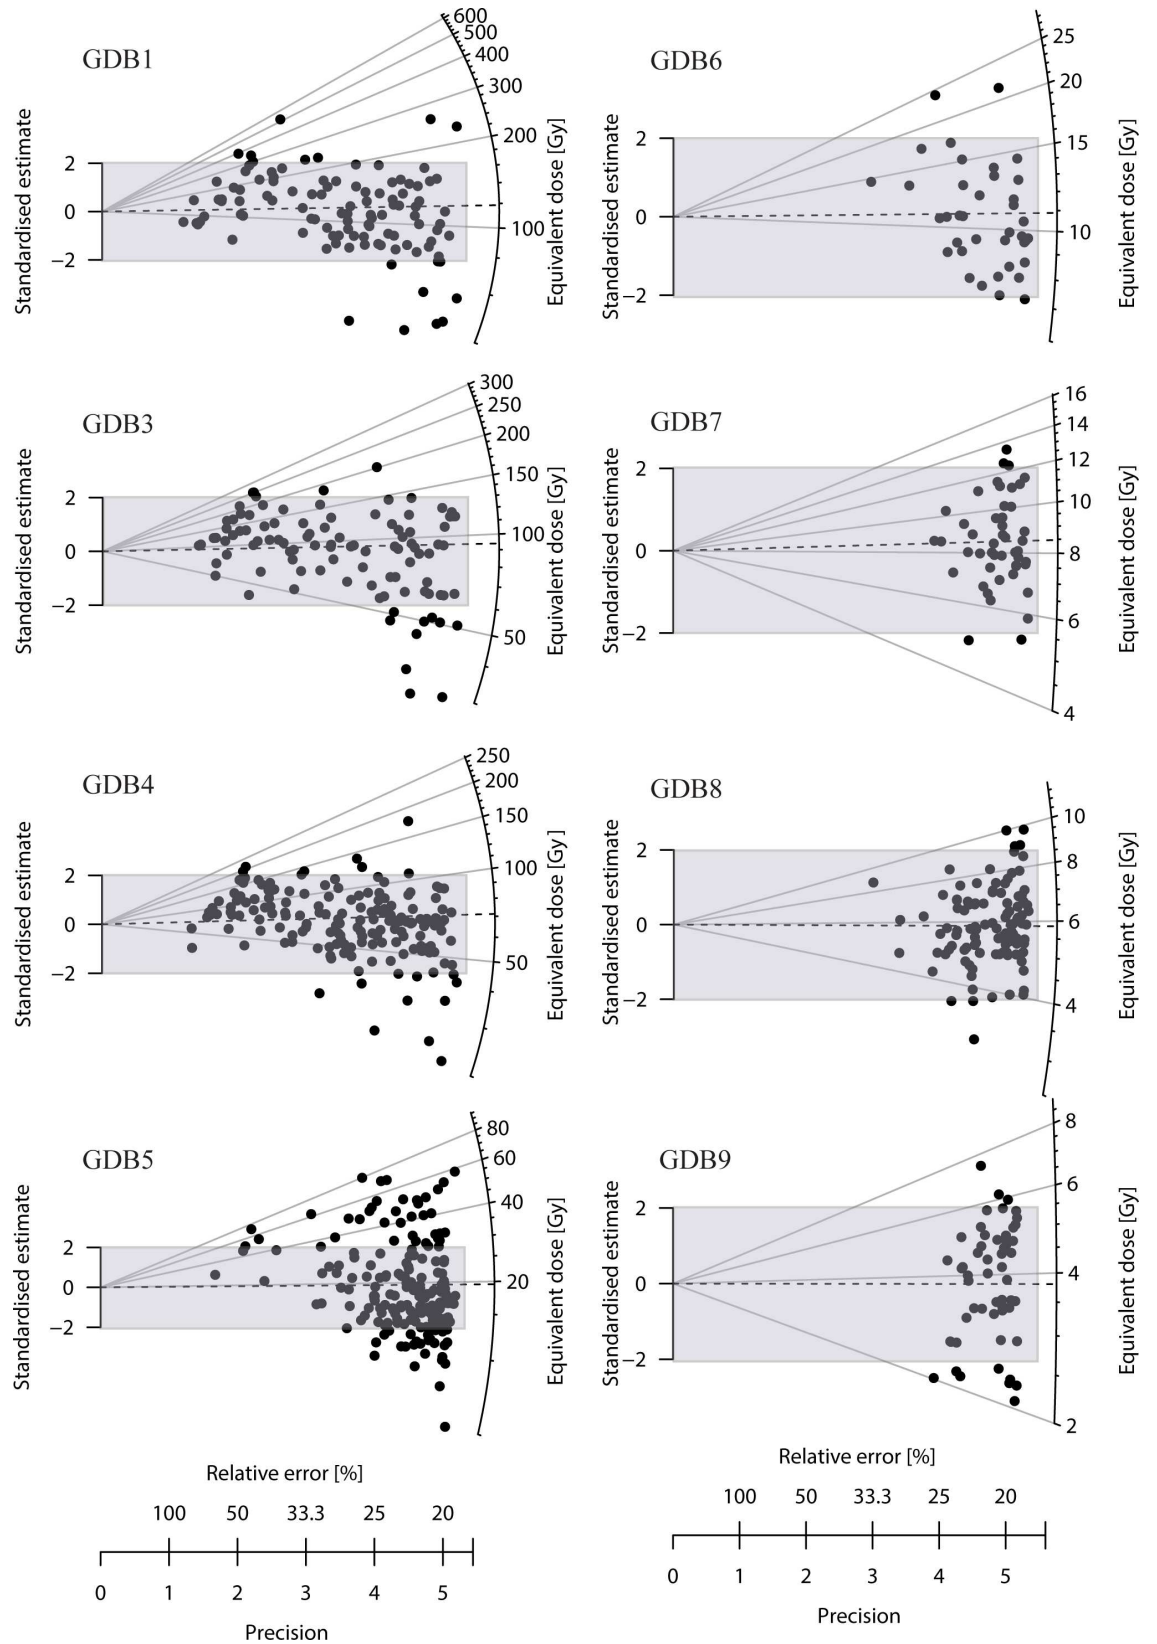 GDB1
Standardised estimate
2
0
−2
600
500
400
300
200
100
Equivalent dose [Gy]
GDB6
Standardised estimate
2
0
−2
25
20
15
10
Equivalent dose [Gy]
GDB3
Standardised estimate
2
0
−2
300
250
200
150
100
50
Equivalent dose [Gy]
GDB7
Standardised estimate
2
0
−2
16
14
12
10
8
6
4
Equivalent dose [Gy]
GDB4
Standardised estimate
2
0
−2
250
200
150
100
50
Equivalent dose [Gy]
GDB8
Standardised estimate
2
0
−2
10
8
6
4
Equivalent dose [Gy]
GDB5
Standardised estimate
2
0
−2
80
60
40
20
Equivalent dose [Gy]
GDB9
Standardised estimate
2
0
−2
8
6
4
2
Equivalent dose [Gy]
Relative error [%]
100 50 33.3 25 20
0 1 2 3 4 5
Precision
Relative error [%]
100 50 33.3 25 20
0 1 2 3 4 5
Precision